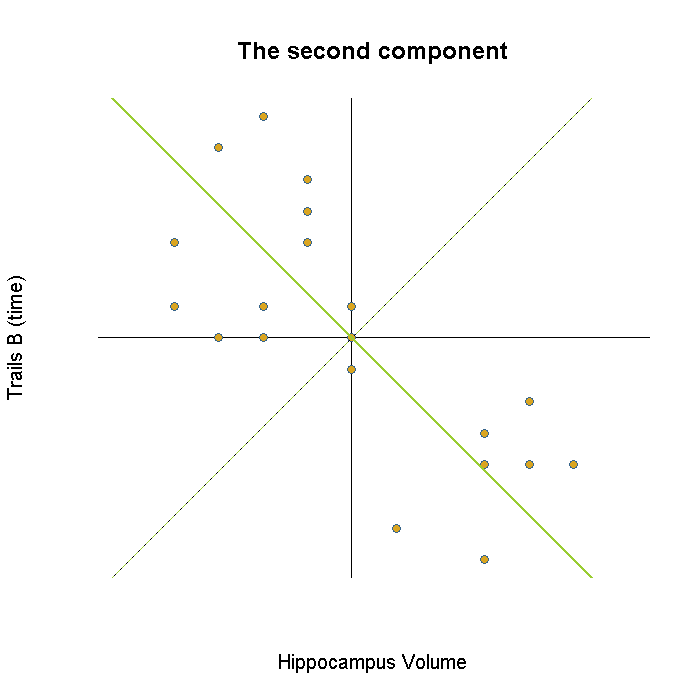 The second component
Trails B (time)
Hippocampus Volume